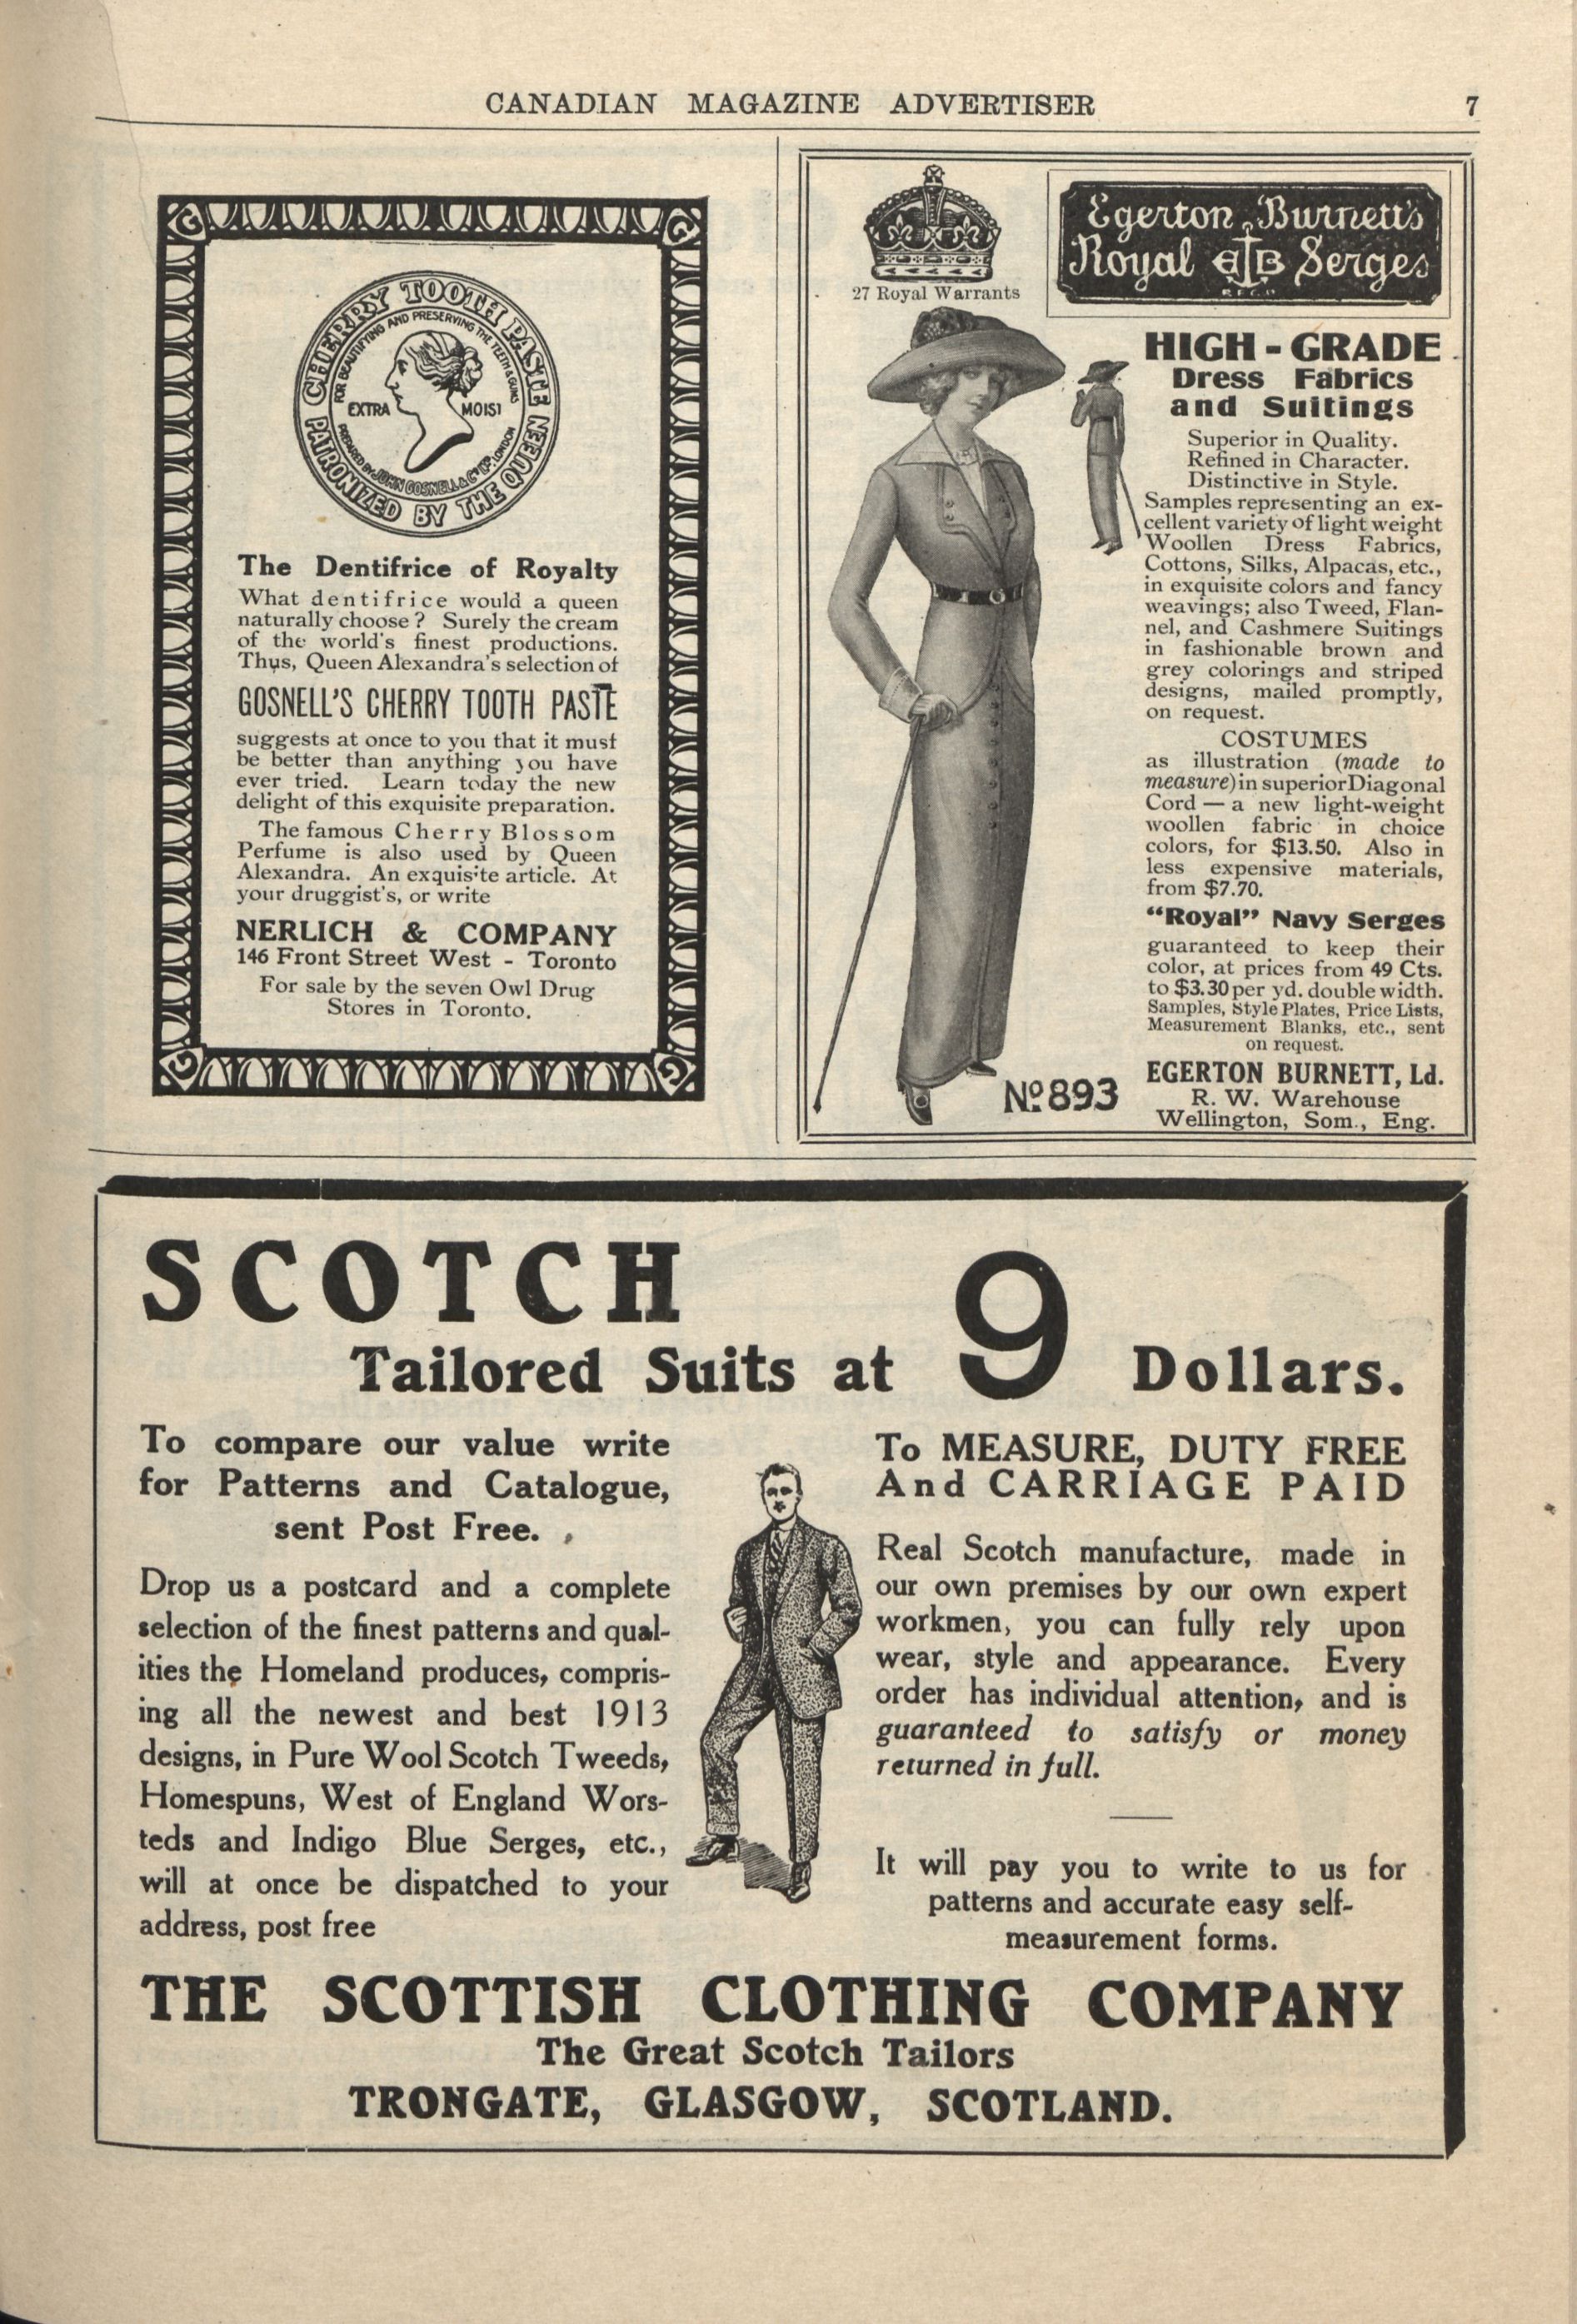 CANADIAN MAGAZINE ADVERTISER 7
CHERRY TOOTH PASTE
PATRONIZED BY THE QUEEN
FOR BEAUTIFYING AND PRESERVING THE TEETH & GUMS
EXTRA MOIST
PREPARED BY JOHN GOSNELL & Co LTD. LONDON
The Dentifrice of Royalty
What dentifrice would a queen
naturally choose? Surely the cream
of the world's finest productions.
Thus, Queen Alexandra's selection of
GOSNELL'S CHERRY TOOTH PASTE
suggests at once to you that it must
be better than anything you have
ever tried. Learn today the new
delight of this exquisite preparation.
The famous Cherry Blossom
Perfume is also used by Queen
Alexandra. An exquisite article. At
your druggist's, or write
NERLICH & COMPANY
146 Front Street West - Toronto
For sale by the seven Owl Drug
Stores in Toronto.
27 Royal Warrants
Egerton Burnett's
Royal EB Serges
REGD
HIGH-GRADE
Dress Fabrics
and Suitings
Superior in Quality.
Refined in Character.
Distinctive in Style.
Samples representing an ex-
cellent variety of light weight
Woollen Dress Fabrics,
Cottons, Silks, Alpacas, etc.,
in exquisite colors and fancy
weavings; also Tweed, Flan-
nel, and Cashmere Suitings
in fashionable brown and
grey colorings and striped
designs, mailed promptly,
on request.
COSTUMES
as illustration (made to
measure) in superior Diagonal
Cord — a new light-weight
woollen fabric in choice
colors, for $13.50. Also in
less expensive materials,
from $7.70.
"Royal" Navy Serges
guaranteed to keep their
color, at prices from 49 Cts.
to $3.30 per yd. double width.
Samples, Style Plates, Price Lists,
Measurement Blanks, etc., sent
on request.
EGERTON BURNETT, Ld.
R. W. Warehouse
Wellington, Som., Eng.
No. 893
SCOTCH
Tailored Suits at 9 Dollars.
To compare our value write
for Patterns and Catalogue,
sent Post Free.
Drop us a postcard and a complete
selection of the finest patterns and qual-
ities the Homeland produces, compris-
ing all the newest and best 1913
designs, in Pure Wool Scotch Tweeds,
Homespuns, West of England Wors-
teds and Indigo Blue Serges, etc.,
will at once be dispatched to your
address, post free
To MEASURE, DUTY FREE
And CARRIAGE PAID
Real Scotch manufacture, made in
our own premises by our own expert
workmen, you can fully rely upon
wear, style and appearance. Every
order has individual attention, and is
guaranteed to satisfy or money
returned in full.
It will pay you to write to us for
patterns and accurate easy self-
measurement forms.
THE SCOTTISH CLOTHING COMPANY
The Great Scotch Tailors
TRONGATE, GLASGOW, SCOTLAND.